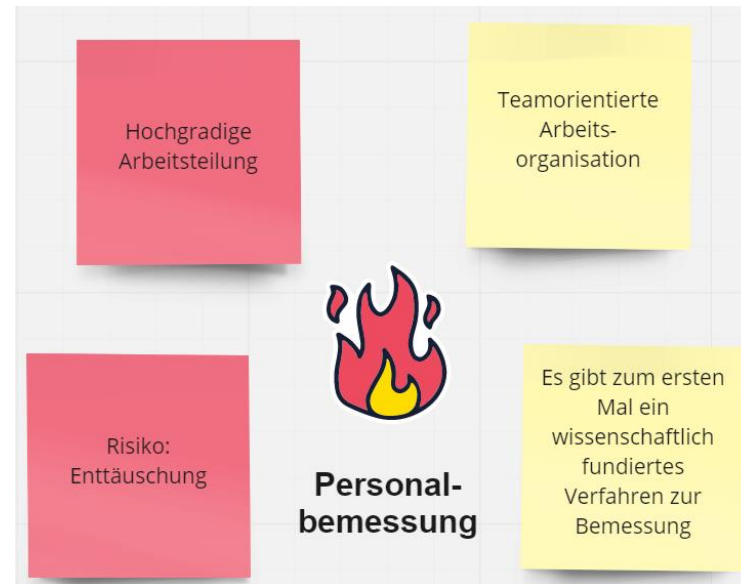 Hochgradige
Arbeitsteilung
Teamorientierte
Arbeits-
organisation
Risiko:
Enttäuschung
Personal-
bemessung
Es gibt zum ersten
Mal ein
wissenschaftlich
fundiertes
Verfahren zur
Bemessung